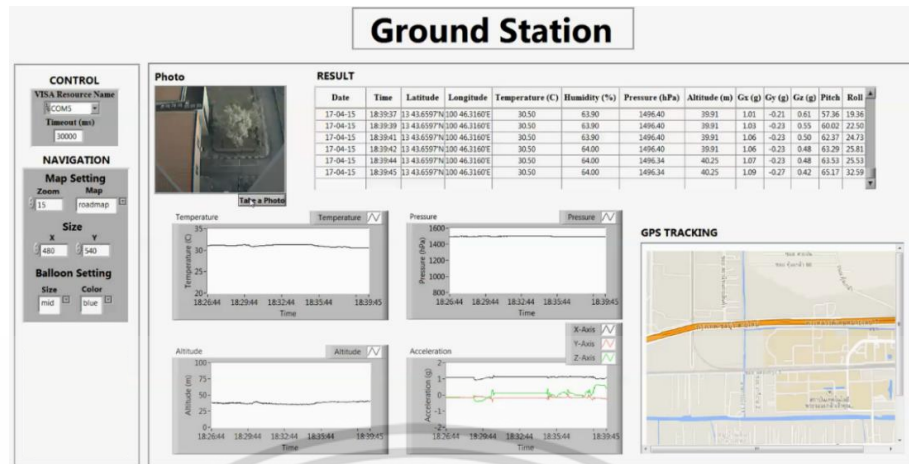 Ground Station
CONTROL
VISA Resource Name
COM5
Timeout (ms)
30000
NAVIGATION
Map Setting
Zoom Map
15 roadmap
Size
X Y
480 540
Balloon Setting
Size Color
mid blue
Photo
Take a Photo
RESULT
Date Time Latitude Longitude Temperature (C) Humidity (%) Pressure (hPa) Altitude (m) Gx (g) Gy (g) Gz (g) Pitch Roll
17-04-15 18:39:37 13 43.6597'N 100 46.3160'E 30.50 63.90 1496.40 39.91 1.01 -0.21 0.61 57.36 19.36
17-04-15 18:39:39 13 43.6597'N 100 46.3160'E 30.50 63.90 1496.40 39.91 1.03 -0.23 0.55 60.02 22.50
17-04-15 18:39:41 13 43.6597'N 100 46.3160'E 30.50 63.90 1496.40 39.91 1.06 -0.23 0.50 62.37 24.73
17-04-15 18:39:42 13 43.6597'N 100 46.3160'E 30.50 64.00 1496.40 39.91 1.06 -0.23 0.48 63.29 25.81
17-04-15 18:39:44 13 43.6597'N 100 46.3160'E 30.50 64.00 1496.34 40.25 1.07 -0.23 0.48 63.53 25.53
17-04-15 18:39:45 13 43.6597'N 100 46.3160'E 30.50 64.00 1496.34 40.25 1.09 -0.27 0.42 65.17 32.59
Temperature Temperature
35
30
25
20
Temperature (C)
18:26:44 18:29:44 18:32:44 18:35:44 18:39:45
Time
Pressure Pressure
1600
1400
1200
1000
800
Pressure (hPa)
18:26:44 18:29:44 18:32:44 18:35:44 18:39:45
Time
Altitude Altitude
100
75
50
25
0
Altitude (m)
18:26:44 18:29:44 18:32:44 18:35:44 18:39:45
Time
X-Axis
Y-Axis
Z-Axis
Acceleration
2
1
0
-1
-2
Acceleration (g)
18:26:44 18:29:44 18:32:44 18:35:44 18:39:45
Time
GPS TRACKING